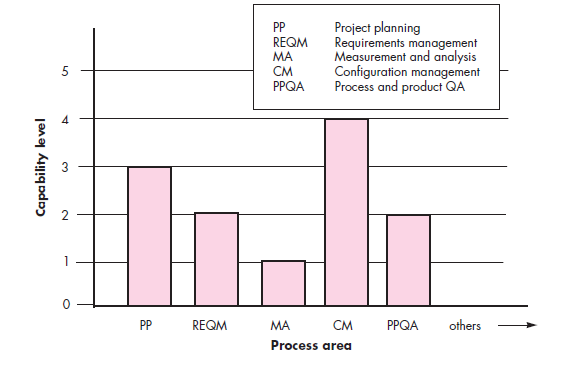 PP Project planning
REQM Requirements management
MA Measurement and analysis
CM Configuration management
PPQA Process and product QA
Capability level
5
4
3
2
1
0
PP REQM MA CM PPQA others
Process area